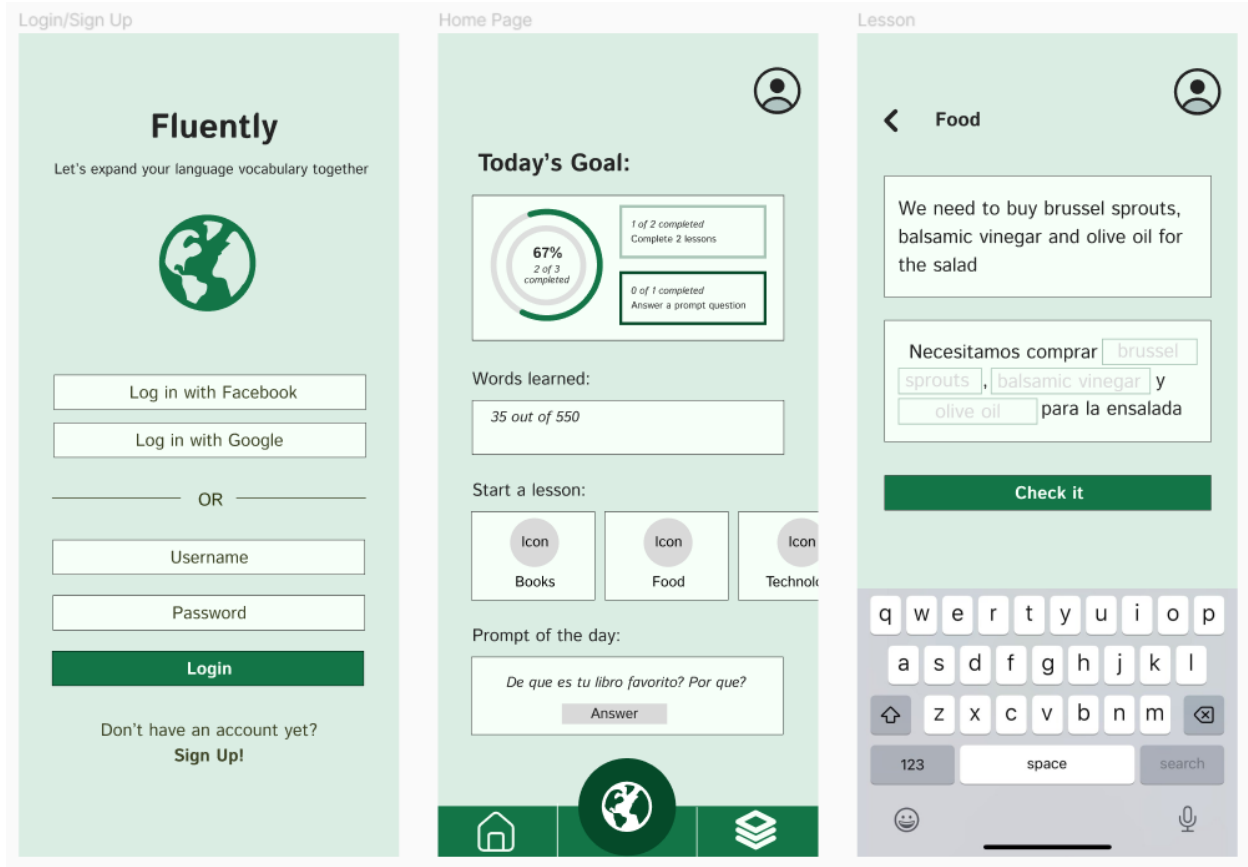 Login/Sign Up
Fluently
Let's expand your language vocabulary together
Log in with Facebook
Log in with Google
OR
Username
Password
Login
Don't have an account yet?
Sign Up!
Home Page
Today's Goal:
67%
2 of 3
completed
1 of 2 completed
Complete 2 lessons
0 of 1 completed
Answer a prompt question
Words learned:
35 out of 550
Start a lesson:
Icon
Books
Icon
Food
Icon
Technolo
Prompt of the day:
De que es tu libro favorito? Por que?
Answer
Lesson
Food
We need to buy brussel sprouts,
balsamic vinegar and olive oil for
the salad
Necesitamos comprar brussel
sprouts , balsamic vinegar y
olive oil para la ensalada
Check it
q w e r t y u i o p
a s d f g h j k l
z x c v b n m
123 space search